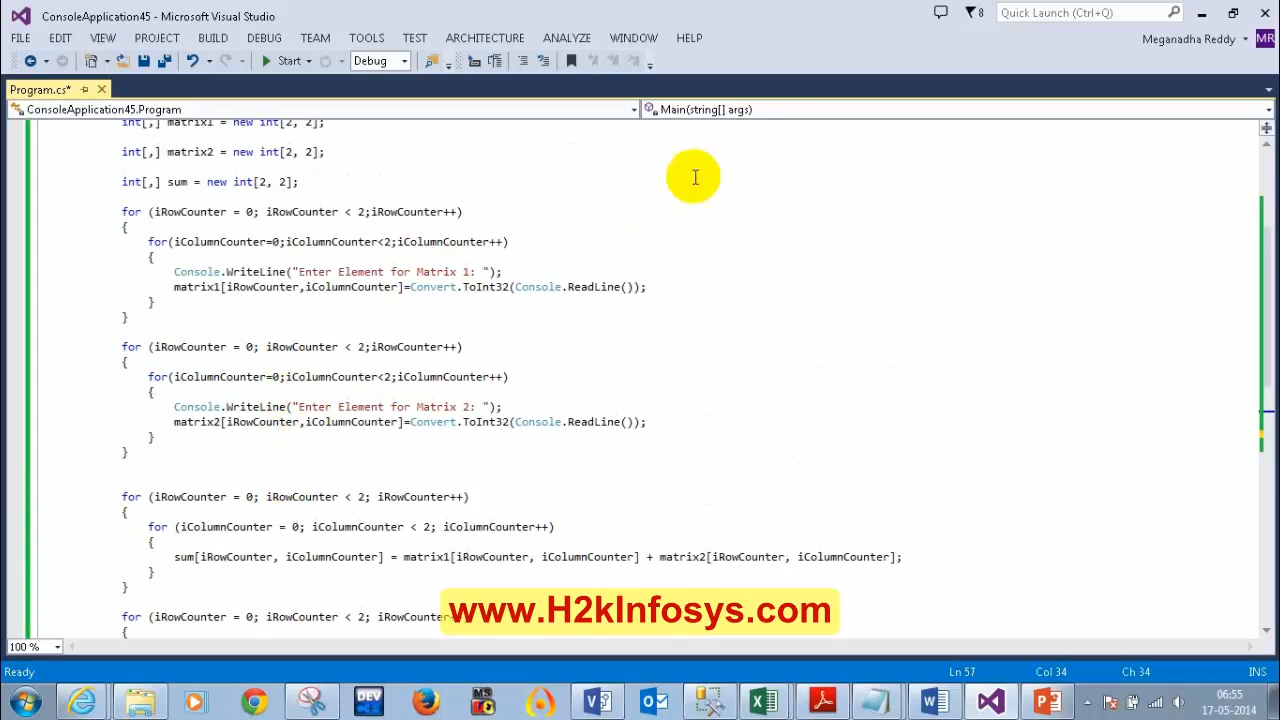 ConsoleApplication45 - Microsoft Visual Studio
8
Quick Launch (Ctrl+Q)
FILE EDIT VIEW PROJECT BUILD DEBUG TEAM TOOLS TEST ARCHITECTURE ANALYZE WINDOW HELP
Meganadha Reddy MR
Start Debug
Program.cs*
ConsoleApplication45.Program
Main(string[] args)
int[,] matrix1 = new int[2, 2];
int[,] matrix2 = new int[2, 2];
int[,] sum = new int[2, 2];
for (iRowCounter = 0; iRowCounter < 2;iRowCounter++)
{
for(iColumnCounter=0;iColumnCounter<2;iColumnCounter++)
{
Console.WriteLine("Enter Element for Matrix 1: ");
matrix1[iRowCounter,iColumnCounter]=Convert.ToInt32(Console.ReadLine());
}
}
for (iRowCounter = 0; iRowCounter < 2;iRowCounter++)
{
for(iColumnCounter=0;iColumnCounter<2;iColumnCounter++)
{
Console.WriteLine("Enter Element for Matrix 2: ");
matrix2[iRowCounter,iColumnCounter]=Convert.ToInt32(Console.ReadLine());
}
}
for (iRowCounter = 0; iRowCounter < 2; iRowCounter++)
{
for (iColumnCounter = 0; iColumnCounter < 2; iColumnCounter++)
{
sum[iRowCounter, iColumnCounter] = matrix1[iRowCounter, iColumnCounter] + matrix2[iRowCounter, iColumnCounter];
}
}
for (iRowCounter = 0; iRowCounter < 2; iRowCounter
{
www.H2kInfosys.com
100 %
Ready
Ln 57
Col 34
Ch 34
INS
DEV
MS
06:55
17-05-2014